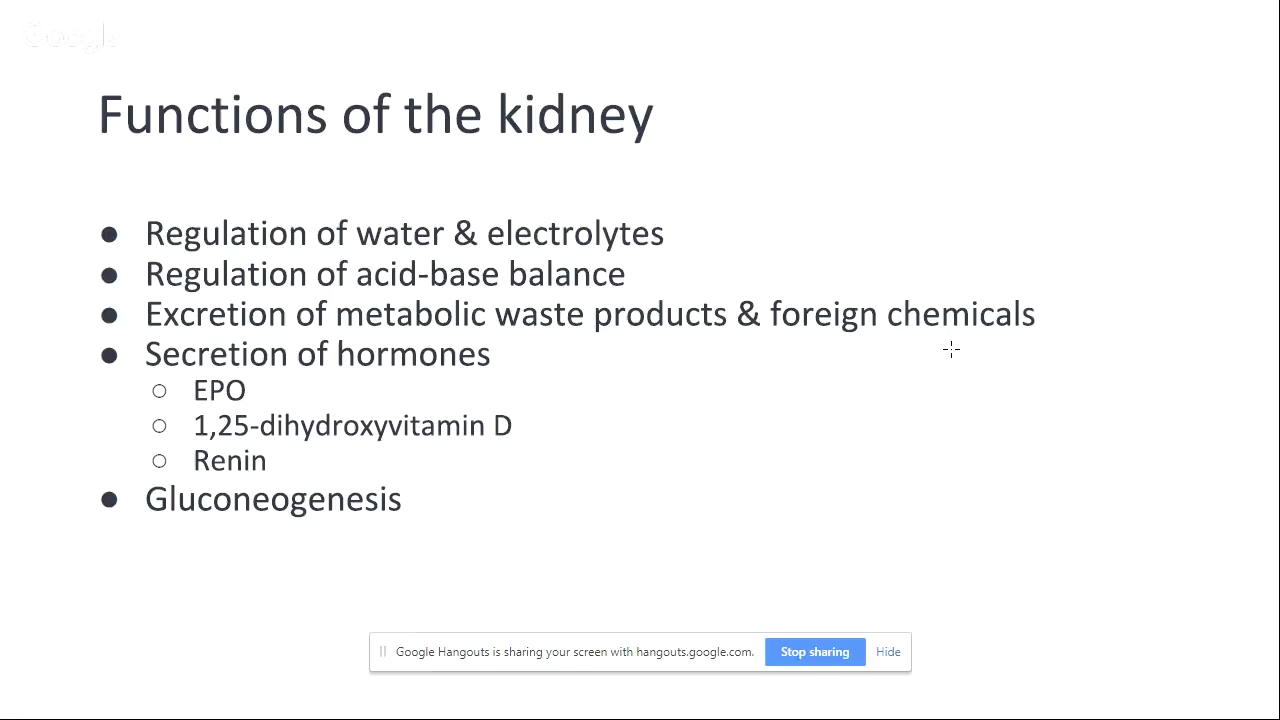 Functions of the kidney
● Regulation of water & electrolytes
● Regulation of acid-base balance
● Excretion of metabolic waste products & foreign chemicals
● Secretion of hormones
○ EPO
○ 1,25-dihydroxyvitamin D
○ Renin
● Gluconeogenesis
Google Hangouts is sharing your screen with hangouts.google.com. Stop sharing Hide